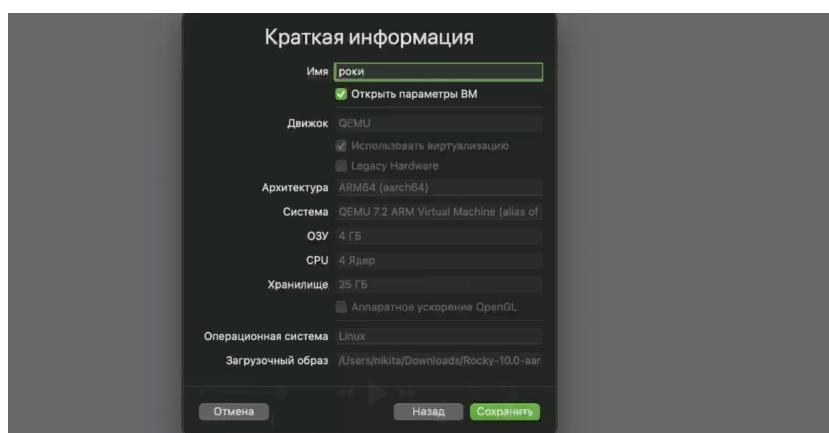 Краткая информация
Имя роки
Открыть параметры ВМ
Движок QEMU
Использовать виртуализацию
Legacy Hardware
Архитектура ARM64 (aarch64)
Система QEMU 7.2 ARM Virtual Machine (alias of
ОЗУ 4 ГБ
CPU 4 Ядер
Хранилище 25 ГБ
Аппаратное ускорение OpenGL
Операционная система Linux
Загрузочный образ /Users/nikita/Downloads/Rocky-10.0-aar
Отмена Назад Сохранить